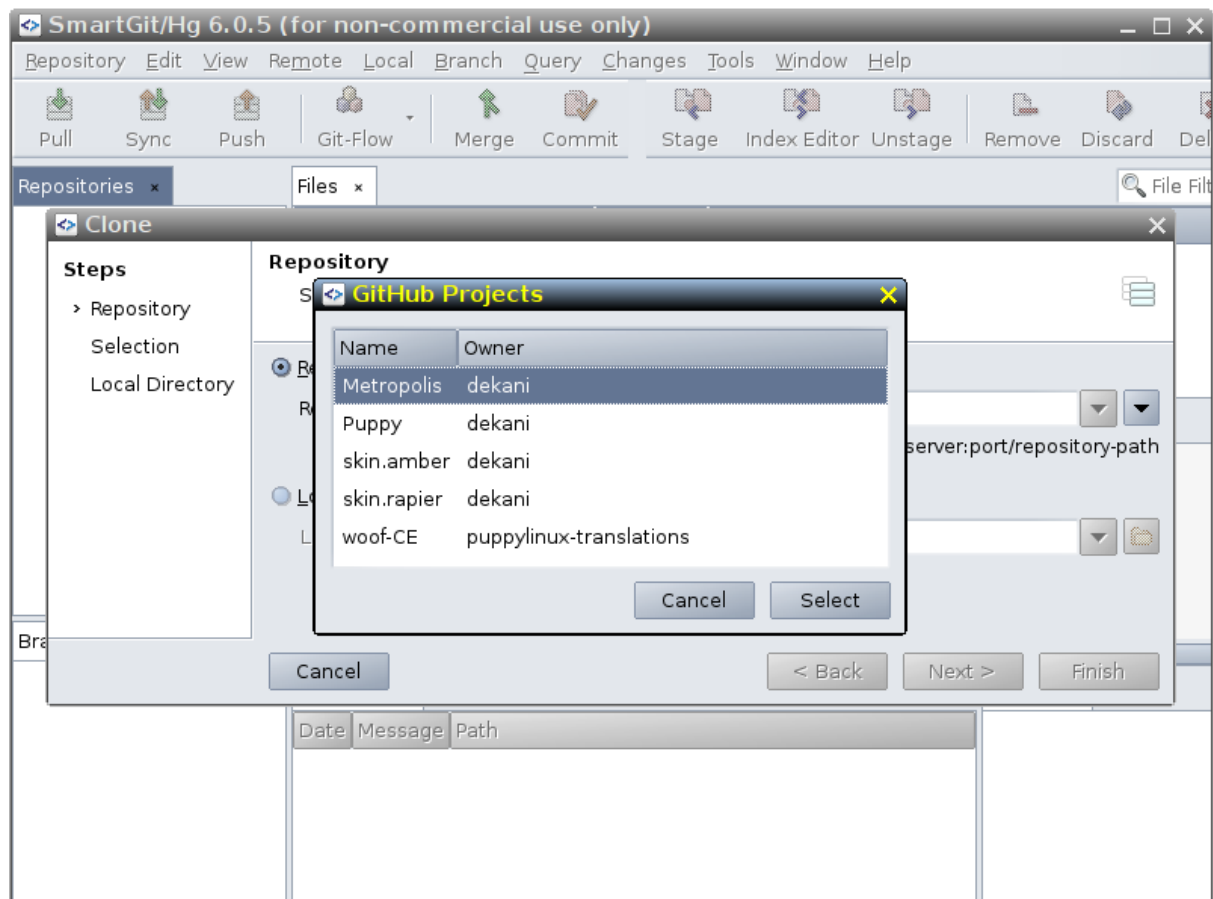 SmartGit/Hg 6.0.5 (for non-commercial use only)
Repository Edit View Remote Local Branch Query Changes Tools Window Help
Pull Sync Push Git-Flow Merge Commit Stage Index Editor Unstage Remove Discard
Repositories Files File Filt
Clone
Steps
Repository
Selection
Local Directory
Repository
GitHub Projects
Name Owner
Metropolis dekani
Puppy dekani
skin.amber dekani
skin.rapier dekani
woof-CE puppylinux-translations
Cancel Select
server:port/repository-path
Cancel < Back Next > Finish
Date Message Path